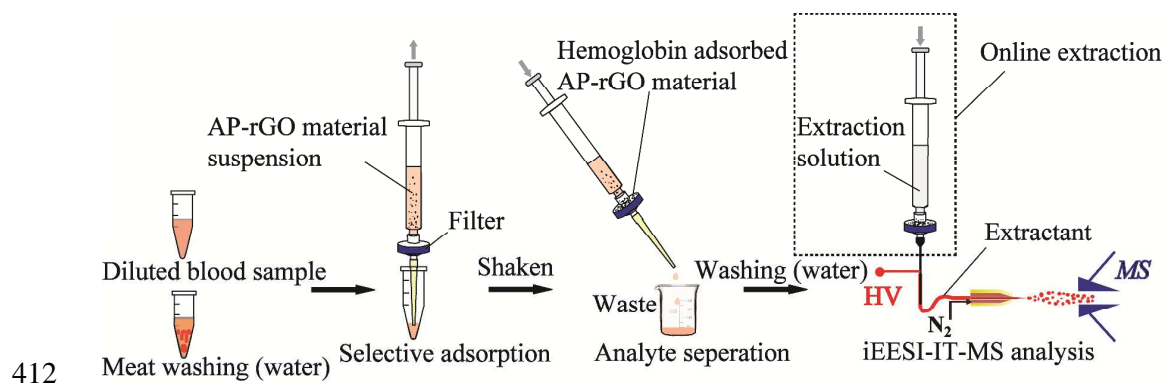 Diluted blood sample
Meat washing (water)
AP-rGO material
suspension
Filter
Selective adsorption
Shaken
Hemoglobin adsorbed
AP-rGO material
Waste
Analyte seperation
Washing (water)
Online extraction
Extraction
solution
Extractant
HV
N2
MS
iEESI-IT-MS analysis
412